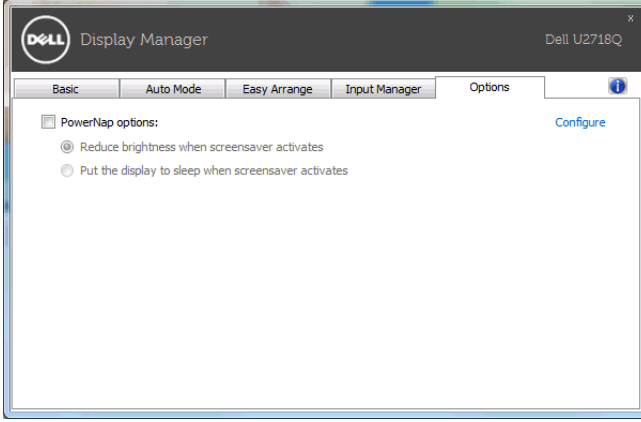 x
DELL Display Manager Dell U2718Q
Basic Auto Mode Easy Arrange Input Manager Options i
PowerNap options: Configure
Reduce brightness when screensaver activates
Put the display to sleep when screensaver activates